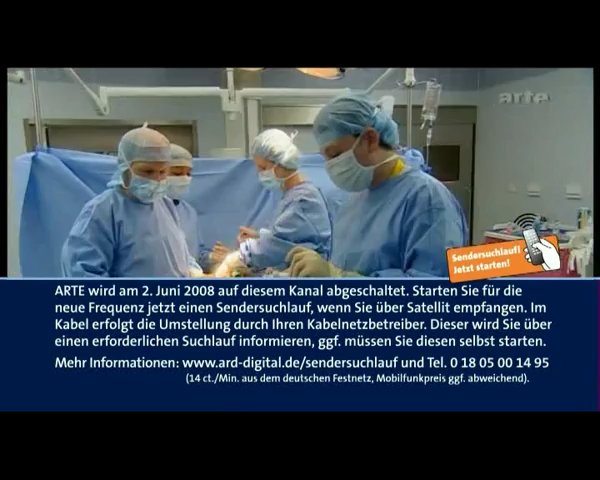 arte
Sendersuchlauf!
Jetzt starten!
ARTE wird am 2. Juni 2008 auf diesem Kanal abgeschaltet. Starten Sie für die
neue Frequenz jetzt einen Sendersuchlauf, wenn Sie über Satellit empfangen. Im
Kabel erfolgt die Umstellung durch Ihren Kabelnetzbetreiber. Dieser wird Sie über
einen erforderlichen Suchlauf informieren, ggf. müssen Sie diesen selbst starten.
Mehr Informationen: www.ard-digital.de/sendersuchlauf und Tel. 0 18 05 00 14 95
(14 ct./Min. aus dem deutschen Festnetz, Mobilfunkpreis ggf. abweichend).